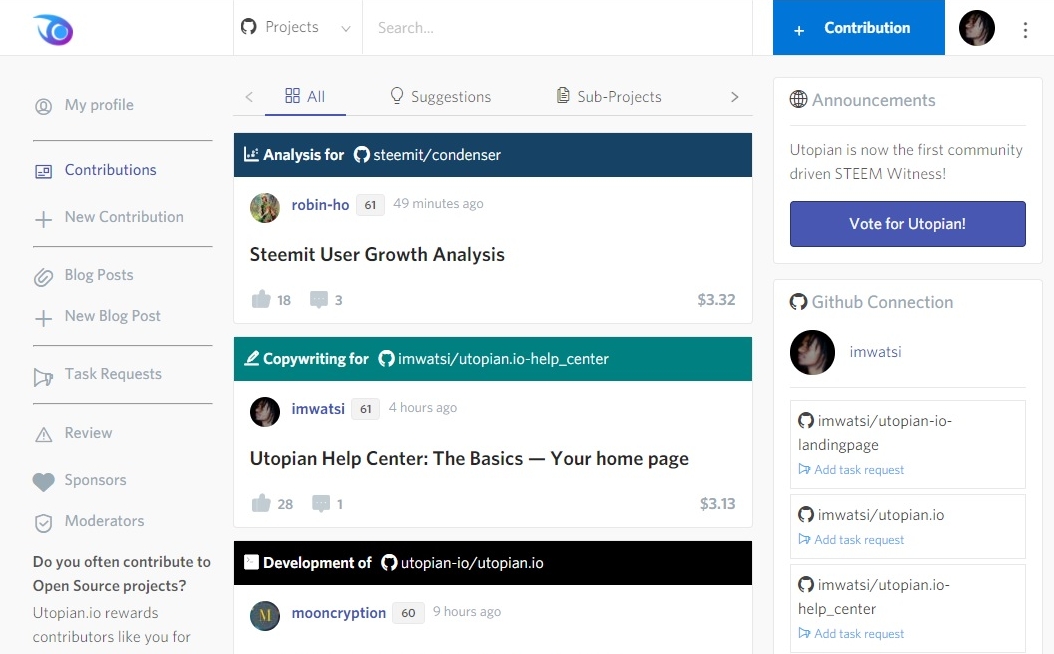 Projects
Search...
+ Contribution
My profile
Contributions
New Contribution
Blog Posts
New Blog Post
Task Requests
Review
Sponsors
Moderators
Do you often contribute to
Open Source projects?
Utopian.io rewards
contributors like you for
All
Suggestions
Sub-Projects
Analysis for steemit/condenser
robin-ho 61 49 minutes ago
Steemit User Growth Analysis
18 3 $3.32
Copywriting for imwatsi/utopian.io-help_center
imwatsi 61 4 hours ago
Utopian Help Center: The Basics — Your home page
28 1 $3.13
Development of utopian-io/utopian.io
M mooncryption 60 9 hours ago
Announcements
Utopian is now the first community
driven STEEM Witness!
Vote for Utopian!
Github Connection
imwatsi
imwatsi/utopian-io-
landingpage
Add task request
imwatsi/utopian.io
Add task request
imwatsi/utopian.io-
help_center
Add task request